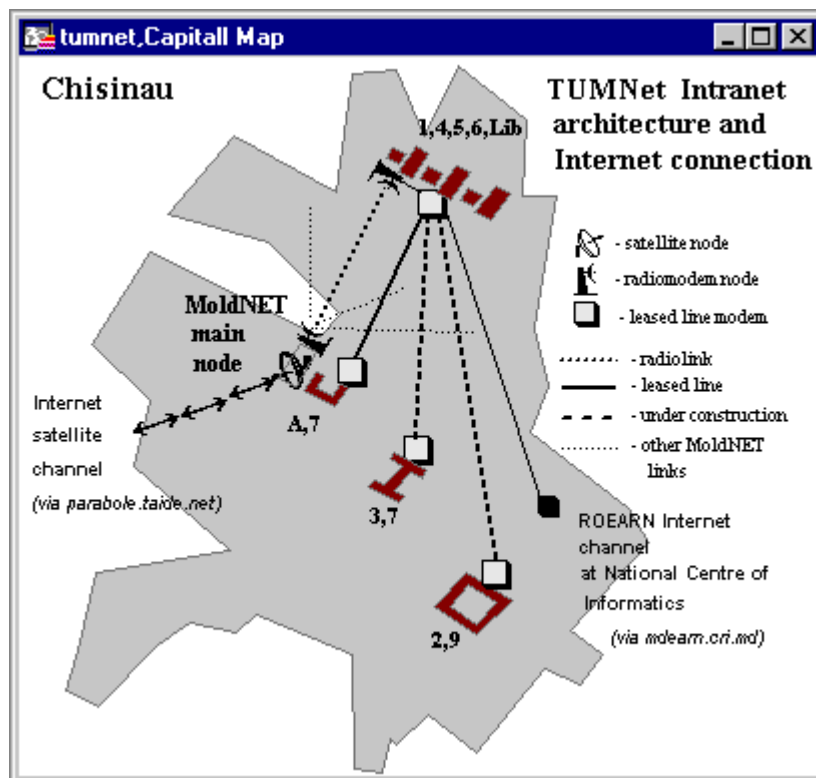 tumnet,Capitall Map
Chisinau
TUMNet Intranet
architecture and
Internet connection
1,4,5,6,Lib
- satellite node
- radiomodem node
- leased line modem
MoldNET
main
node
- radiolink
- leased line
- under construction
- other MoldNET
links
Internet
satellite
channel
(via parabole.taide.net)
A,7
3,7
ROEARN Internet
channel
at National Centre of
Informatics
(via mdearn.cri.md)
2,9